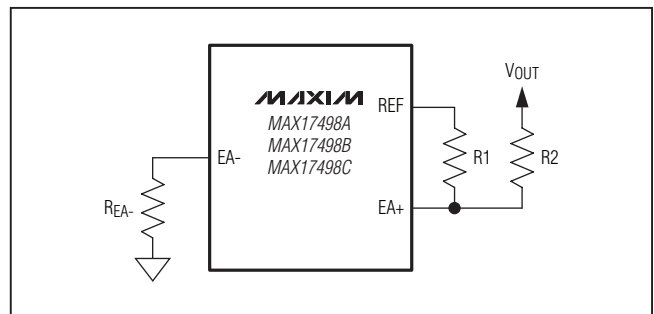 VOUT
MAXIM
REF
MAX17498A
MAX17498B
MAX17498C
R1
R2
EA-
REA-
EA+